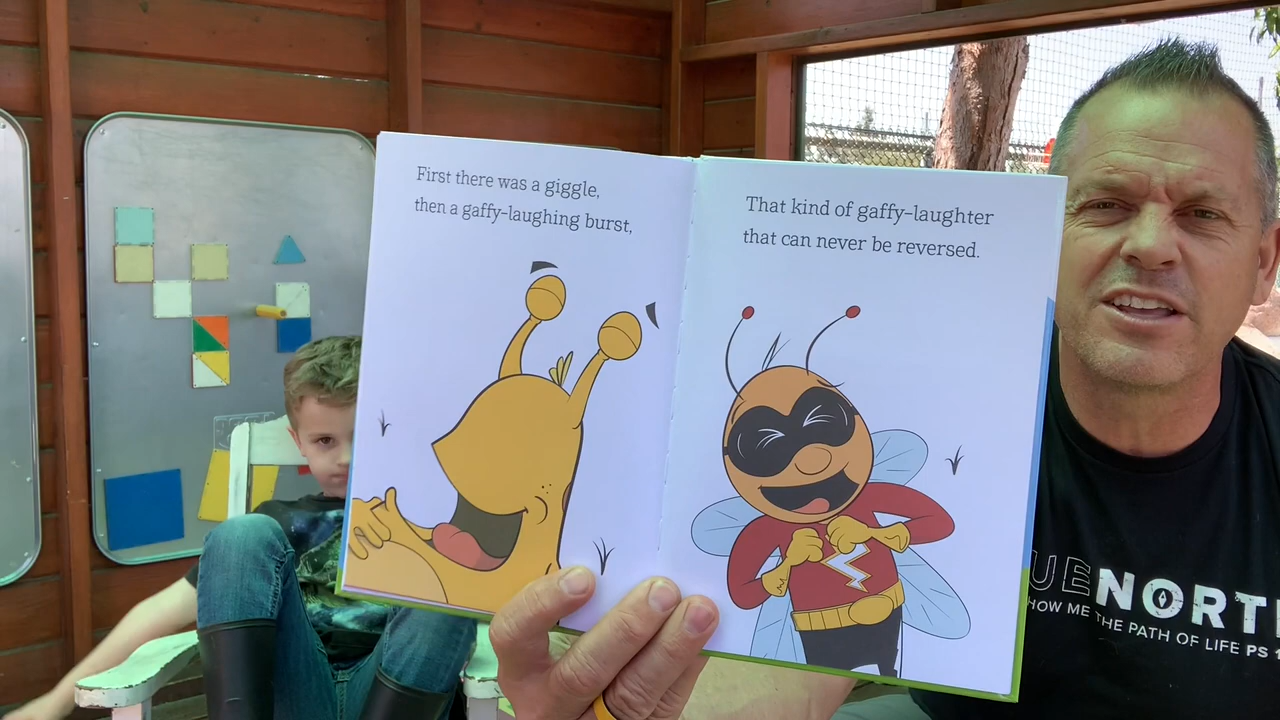 First there was a giggle,
then a gaffy-laughing burst,
That kind of gaffy-laughter
that can never be reversed.
UENORT
HOW ME THE PATH OF LIFE PS 1